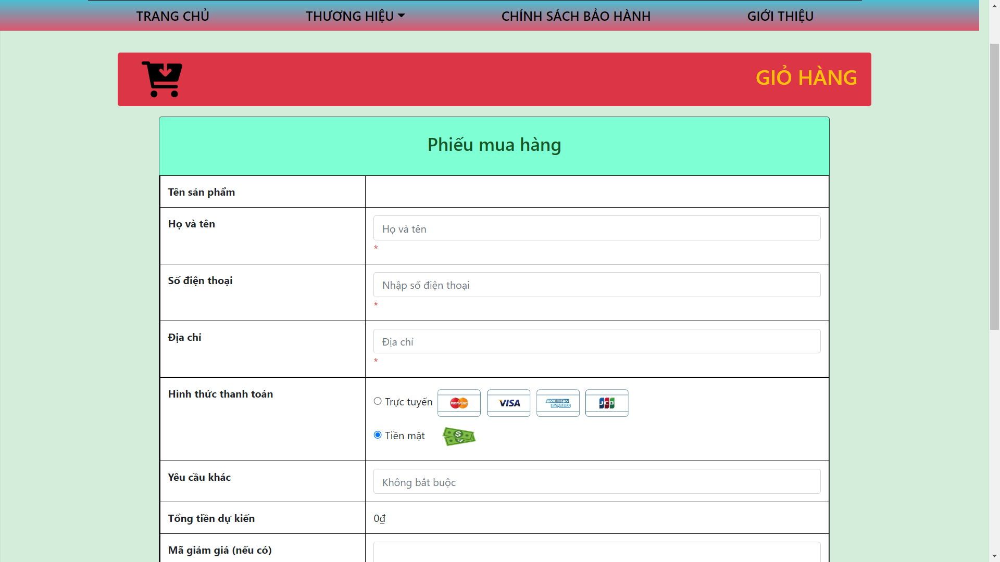 TRANG CHỦ THƯƠNG HIỆU CHÍNH SÁCH BẢO HÀNH GIỚI THIỆU
GIỎ HÀNG
Phiếu mua hàng
Tên sản phẩm
Họ và tên
Họ và tên
*
Số điện thoại
Nhập số điện thoại
*
Địa chỉ
Địa chỉ
*
Hình thức thanh toán
Trực tuyến MasterCard VISA AMERICAN EXPRESS JCB
Tiền mặt
Yêu cầu khác
Không bắt buộc
Tổng tiền dự kiến
0₫
Mã giảm giá (nếu có)